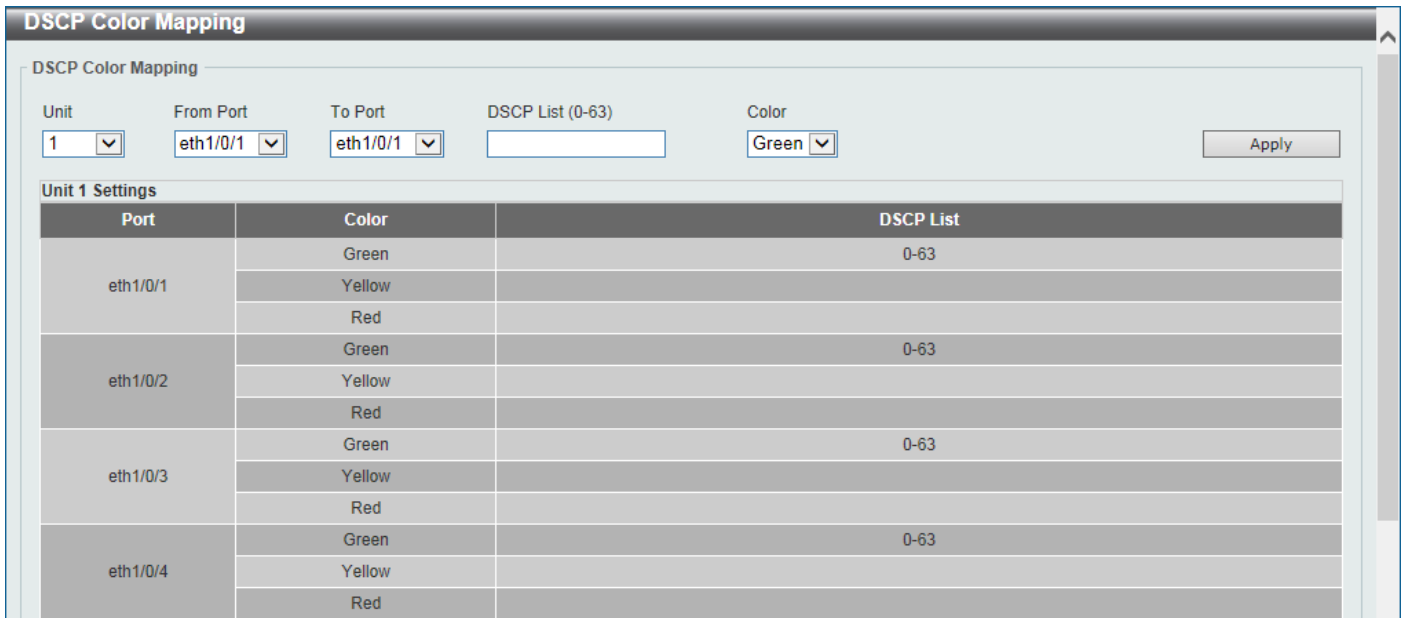 DSCP Color Mapping
DSCP Color Mapping
Unit From Port To Port DSCP List (0-63) Color
1 eth1/0/1 eth1/0/1 Green Apply
Unit 1 Settings
Port Color DSCP List
Green 0-63
eth1/0/1 Yellow
Red
Green 0-63
eth1/0/2 Yellow
Red
Green 0-63
eth1/0/3 Yellow
Red
Green 0-63
eth1/0/4 Yellow
Red